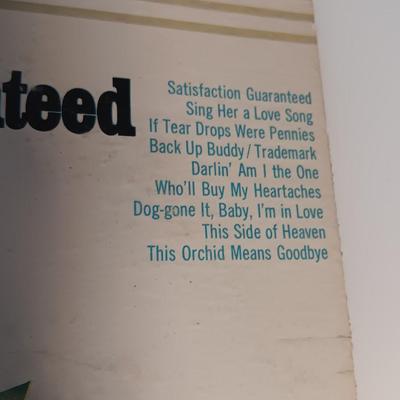 nteed
Satisfaction Guaranteed
Sing Her a Love Song
If Tear Drops Were Pennies
Back Up Buddy/Trademark
Darlin' Am I the One
Who'll Buy My Heartaches
Dog-gone It, Baby, I'm in Love
This Side of Heaven
This Orchid Means Goodbye